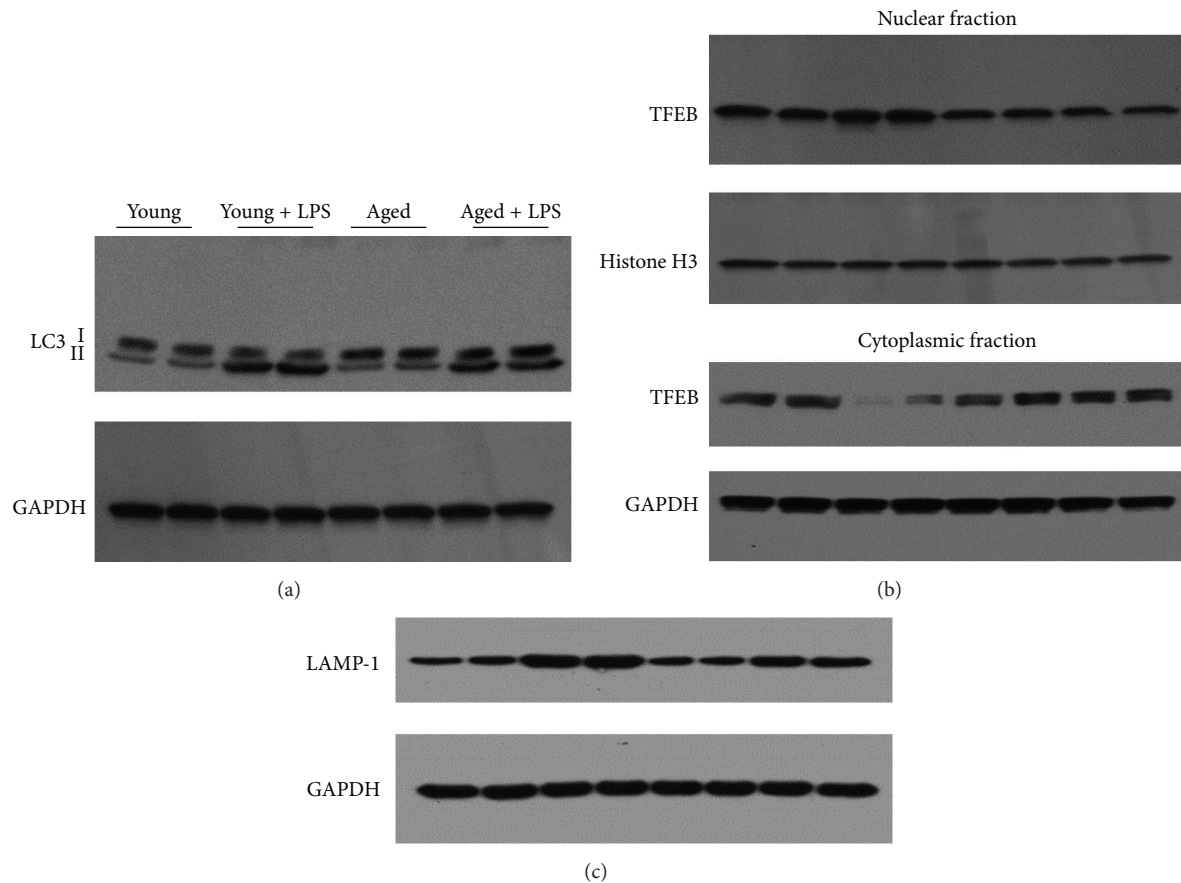 Young Young + LPS Aged Aged + LPS
LC3 I
II
GAPDH
(a)
Nuclear fraction
TFEB
Histone H3
Cytoplasmic fraction
TFEB
GAPDH
(b)
LAMP-1
GAPDH
(c)